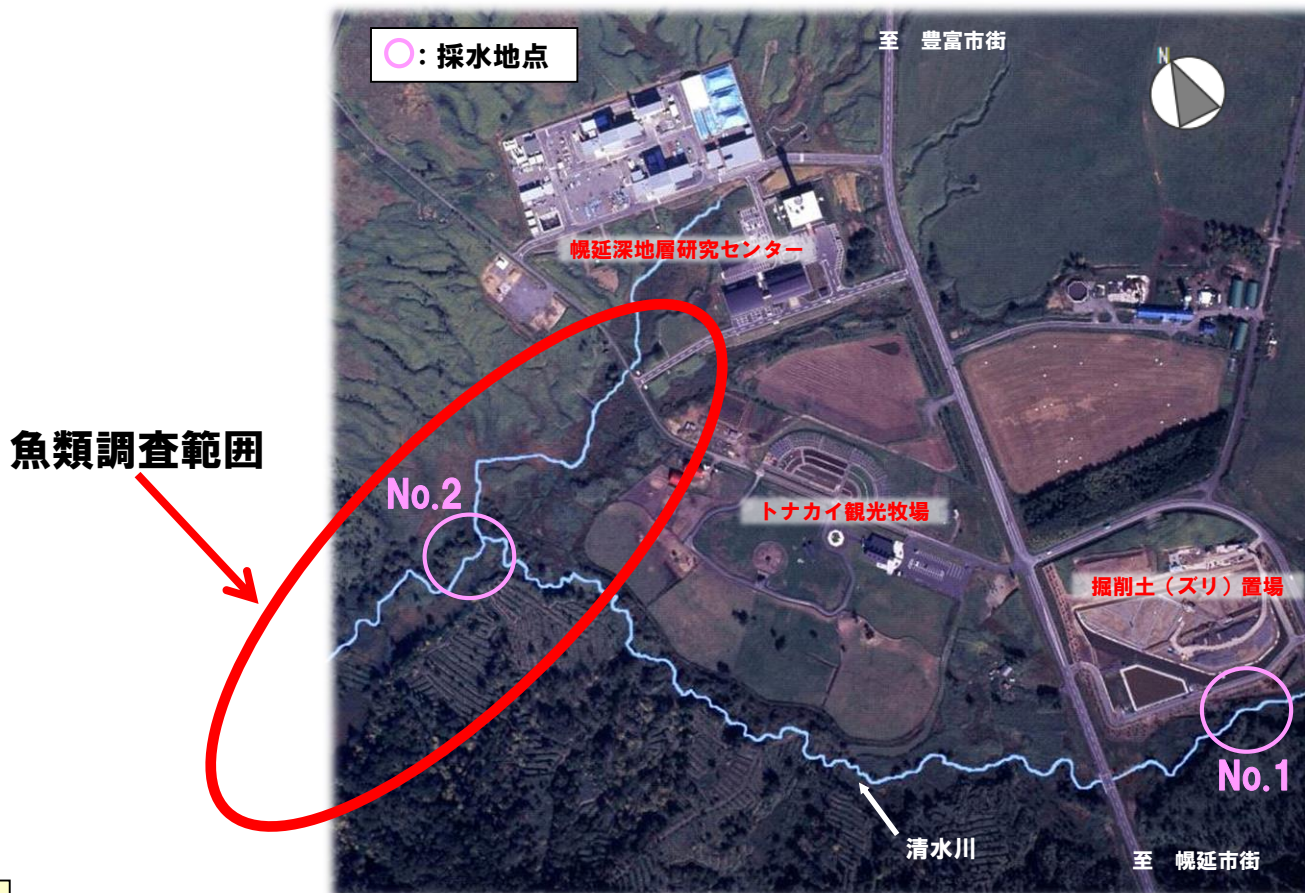 ○：採水地点
至 豊富市街
N
幌延深地層研究センター
魚類調査範囲
No.2
トナカイ観光牧場
掘削土（ズリ）置場
No.1
清水川
至 幌延市街